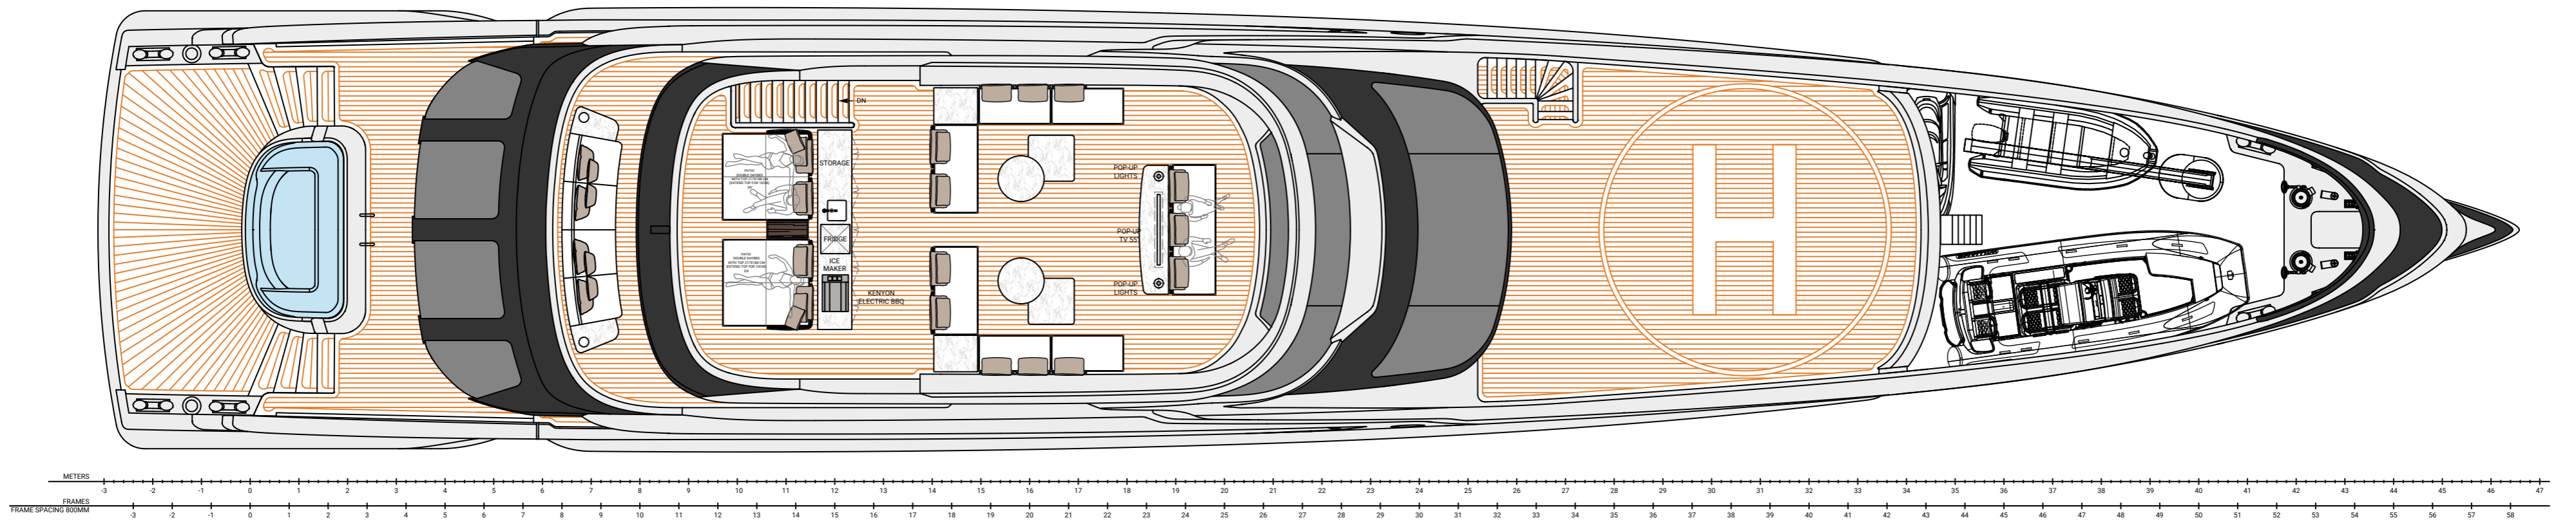 DN
STORAGE
PATIO
DOUBLE DAYBED
FRIDGE
ICE
MAKER
KENYON
ELECTRIC BBQ
PATIO
DOUBLE DAYBED
POP-UP
LIGHTS
POP-UP
TV 55"
POP-UP
LIGHTS
H
METERS
-3 -2 -1 0 1 2 3 4 5 6 7 8 9 10 11 12 13 14 15 16 17 18 19 20 21 22 23 24 25 26 27 28 29 30 31 32 33 34 35 36 37 38 39 40 41 42 43 44 45 46 47
FRAMES
FRAME SPACING 800MM
-3 -2 -1 0 1 2 3 4 5 6 7 8 9 10 11 12 13 14 15 16 17 18 19 20 21 22 23 24 25 26 27 28 29 30 31 32 33 34 35 36 37 38 39 40 41 42 43 44 45 46 47 48 49 50 51 52 53 54 55 56 57 58